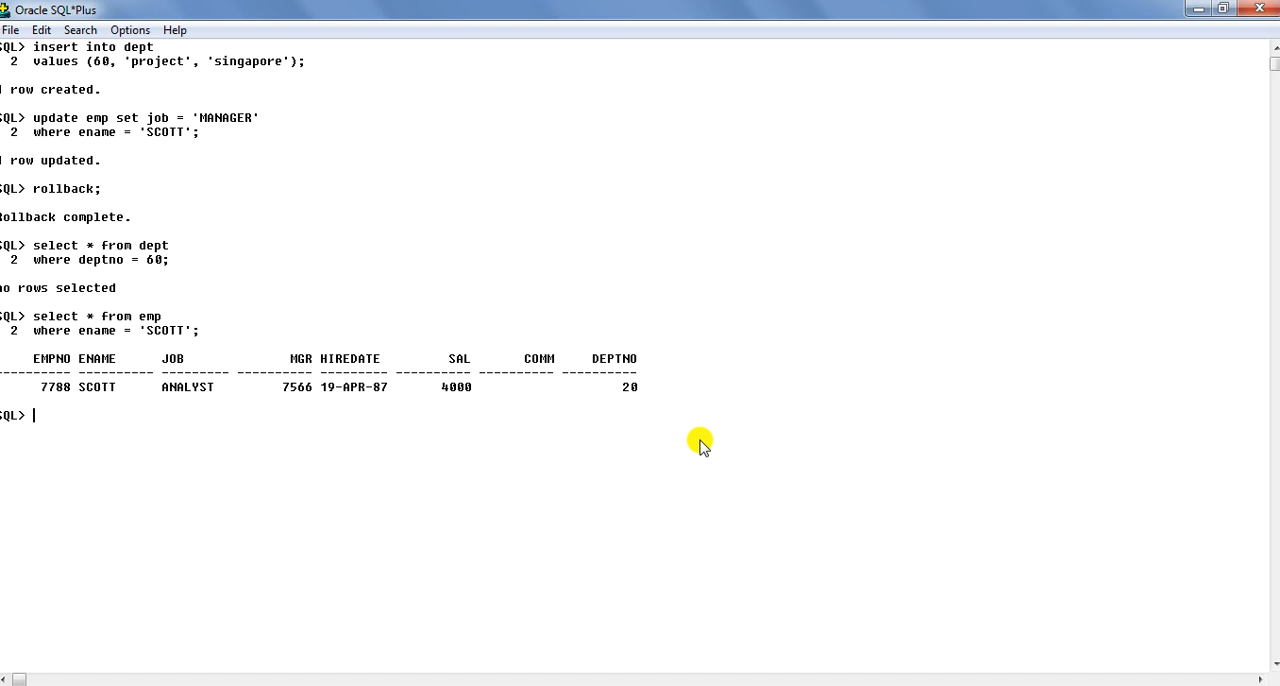 Oracle SQL*Plus
File Edit Search Options Help
SQL> insert into dept
2 values (60, 'project', 'singapore');
1 row created.
SQL> update emp set job = 'MANAGER'
2 where ename = 'SCOTT';
1 row updated.
SQL> rollback;
Rollback complete.
SQL> select * from dept
2 where deptno = 60;
no rows selected
SQL> select * from emp
2 where ename = 'SCOTT';
EMPNO ENAME JOB MGR HIREDATE SAL COMM DEPTNO
---------- ---------- --------- ---------- --------- ---------- ---------- ----------
7788 SCOTT ANALYST 7566 19-APR-87 4000 20
SQL>